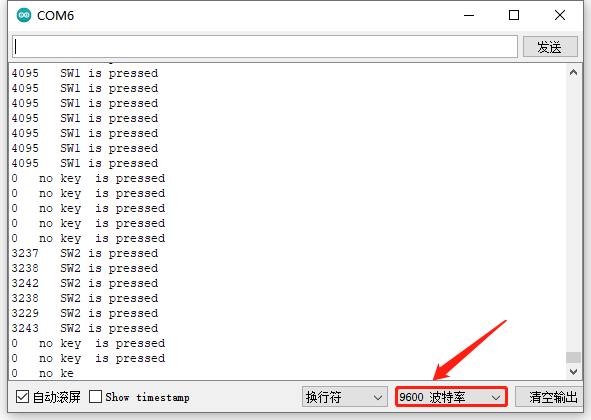 COM6
发送
4095   SW1 is pressed
4095   SW1 is pressed
4095   SW1 is pressed
4095   SW1 is pressed
4095   SW1 is pressed
4095   SW1 is pressed
4095   SW1 is pressed
0   no key  is pressed
0   no key  is pressed
0   no key  is pressed
0   no key  is pressed
0   no key  is pressed
3237   SW2 is pressed
3238   SW2 is pressed
3242   SW2 is pressed
3238   SW2 is pressed
3229   SW2 is pressed
3243   SW2 is pressed
0   no key  is pressed
0   no key  is pressed
0   no ke
自动滚屏 Show timestamp 换行符 9600 波特率 清空输出